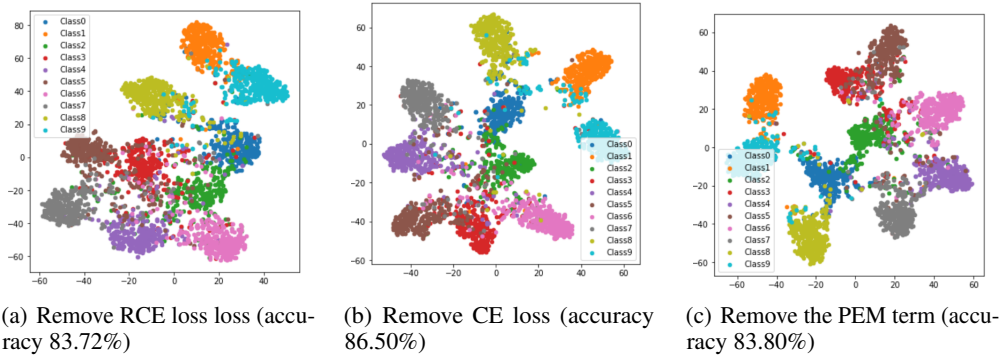 80
60
40
20
0
−20
−40
−60
−60 −40 −20 0 20 40
Class0
Class1
Class2
Class3
Class4
Class5
Class6
Class7
Class8
Class9
(a) Remove RCE loss loss (accu-
racy 83.72%)
60
40
20
0
−20
−40
−60
−40 −20 0 20 40 60
Class0
Class1
Class2
Class3
Class4
Class5
Class6
Class7
Class8
Class9
(b) Remove CE loss (accuracy
86.50%)
60
40
20
0
−20
−40
−60
−60 −40 −20 0 20 40 60
Class0
Class1
Class2
Class3
Class4
Class5
Class6
Class7
Class8
Class9
(c) Remove the PEM term (accu-
racy 83.80%)